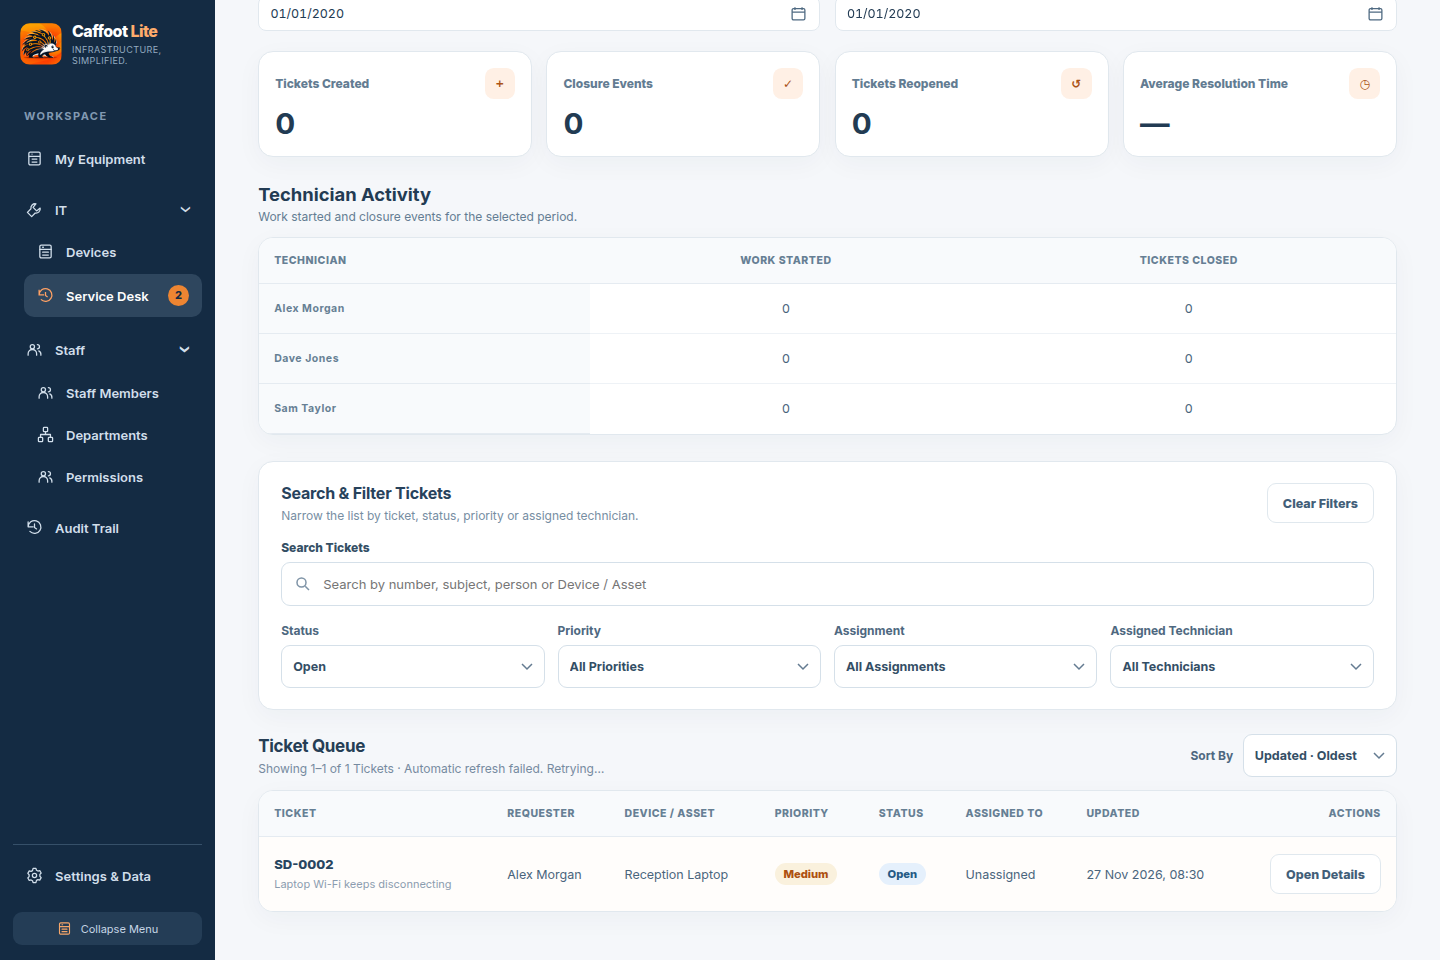 Caffoot Lite
INFRASTRUCTURE,
SIMPLIFIED.
WORKSPACE
My Equipment
IT
Devices
Service Desk 2
Staff
Staff Members
Departments
Permissions
Audit Trail
Settings & Data
Collapse Menu
01/01/2020 01/01/2020
Tickets Created + Closure Events ✓ Tickets Reopened ↺ Average Resolution Time ◷
0 0 0 —
Technician Activity
Work started and closure events for the selected period.
TECHNICIAN WORK STARTED TICKETS CLOSED
Alex Morgan 0 0
Dave Jones 0 0
Sam Taylor 0 0
Search & Filter Tickets
Narrow the list by ticket, status, priority or assigned technician.
Clear Filters
Search Tickets
Search by number, subject, person or Device / Asset
Status Priority Assignment Assigned Technician
Open All Priorities All Assignments All Technicians
Ticket Queue
Showing 1–1 of 1 Tickets · Automatic refresh failed. Retrying...
Sort By Updated · Oldest
TICKET REQUESTER DEVICE / ASSET PRIORITY STATUS ASSIGNED TO UPDATED ACTIONS
SD-0002
Laptop Wi-Fi keeps disconnecting
Alex Morgan Reception Laptop Medium Open Unassigned 27 Nov 2026, 08:30 Open Details